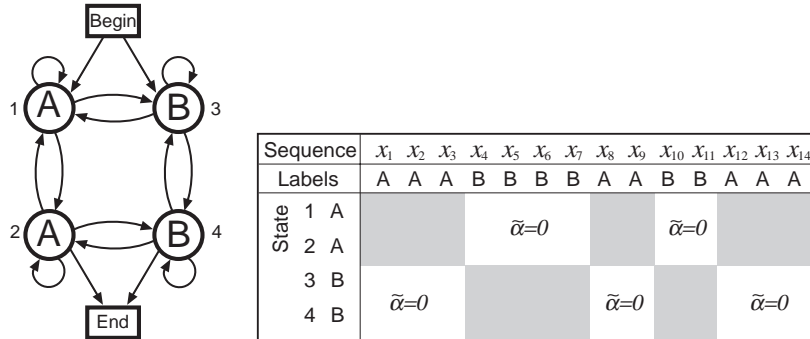 Begin
1 A B 3
2 A B 4
End
Sequence x₁ x₂ x₃ x₄ x₅ x₆ x₇ x₈ x₉ x₁₀ x₁₁ x₁₂ x₁₃ x₁₄
Labels A A A B B B B A A B B A A A
State
1 A
α̃=0 α̃=0
2 A
3 B
α̃=0 α̃=0 α̃=0
4 B